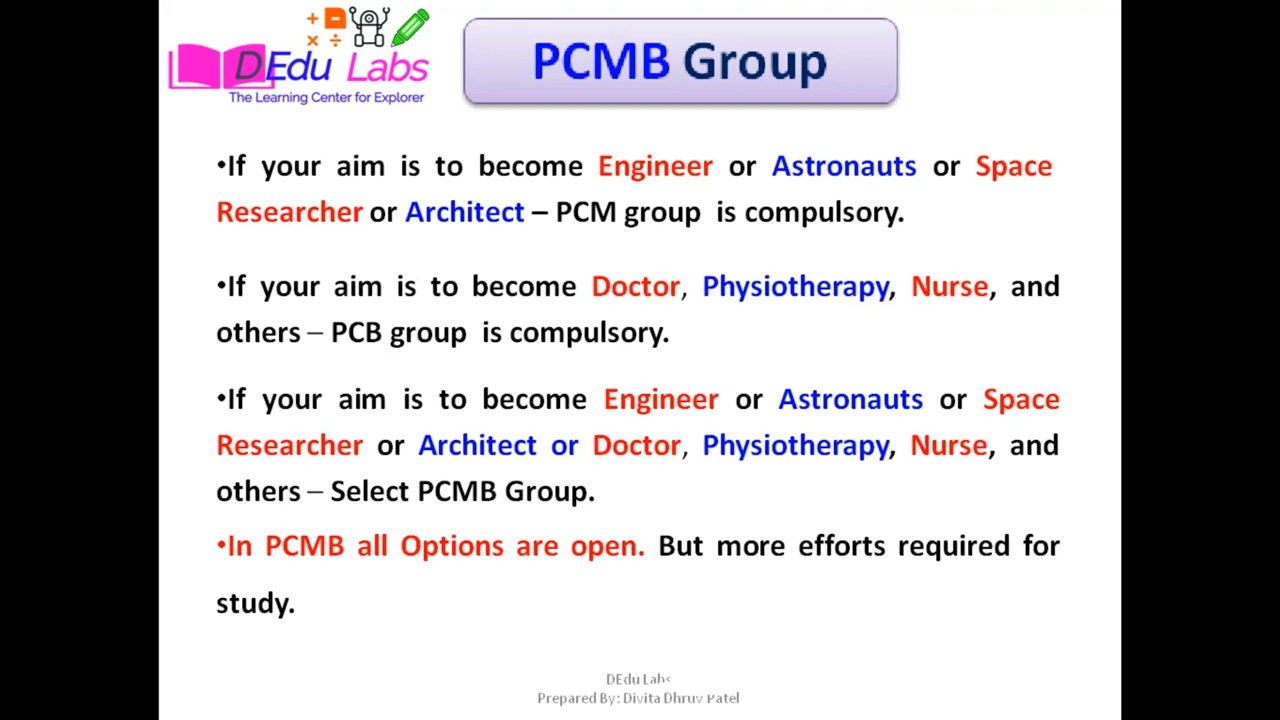 DEdu Labs
The Learning Center for Explorer
PCMB Group
•If your aim is to become Engineer or Astronauts or Space
Researcher or Architect – PCM group is compulsory.
•If your aim is to become Doctor, Physiotherapy, Nurse, and
others – PCB group is compulsory.
•If your aim is to become Engineer or Astronauts or Space
Researcher or Architect or Doctor, Physiotherapy, Nurse, and
others – Select PCMB Group.
•In PCMB all Options are open. But more efforts required for
study.
DEdu Labs
Prepared By: Divita Dhruv Patel